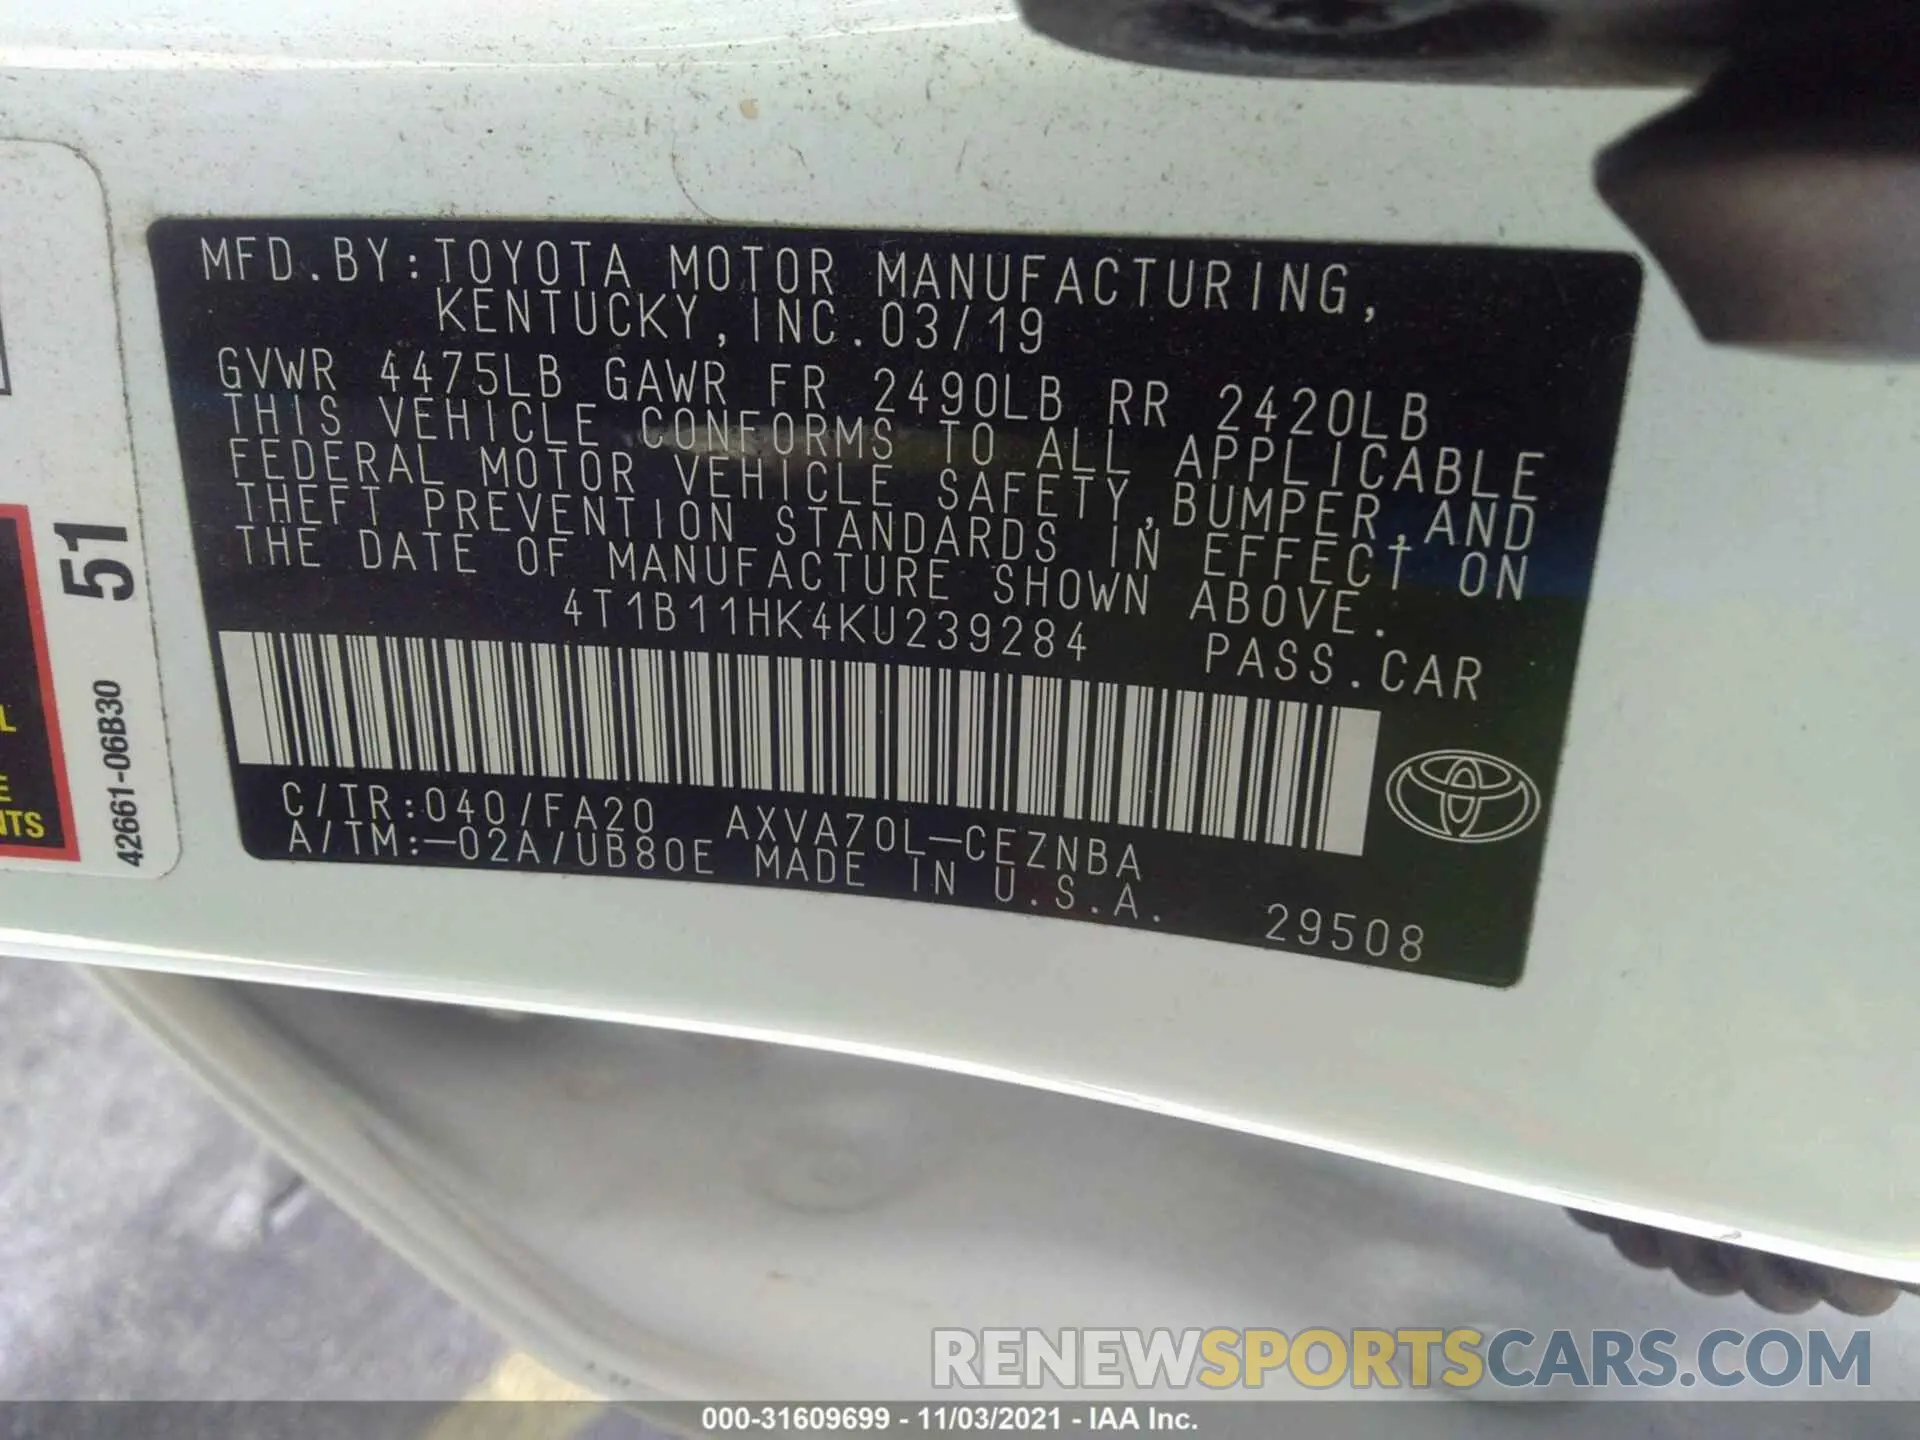 MFD.BY:TOYOTA MOTOR MANUFACTURING,
KENTUCKY,INC.03/19
GVWR 4475LB GAWR FR 2490LB RR 2420LB
THIS VEHICLE CONFORMS TO ALL APPLICABLE
FEDERAL MOTOR VEHICLE SAFETY,BUMPER,AND
THEFT PREVENTION STANDARDS IN EFFECT ON
THE DATE OF MANUFACTURE SHOWN ABOVE.
4T1B11HK4KU239284 PASS.CAR
C/TR:040/FA20 AXVA70L-CEZNBA
A/TM:-02A/UB80E MADE IN U.S.A.
29508
51
42661-06B30
L
E
NTS
RENEWSPORTSCARS.COM
000-31609699 - 11/03/2021 - IAA Inc.